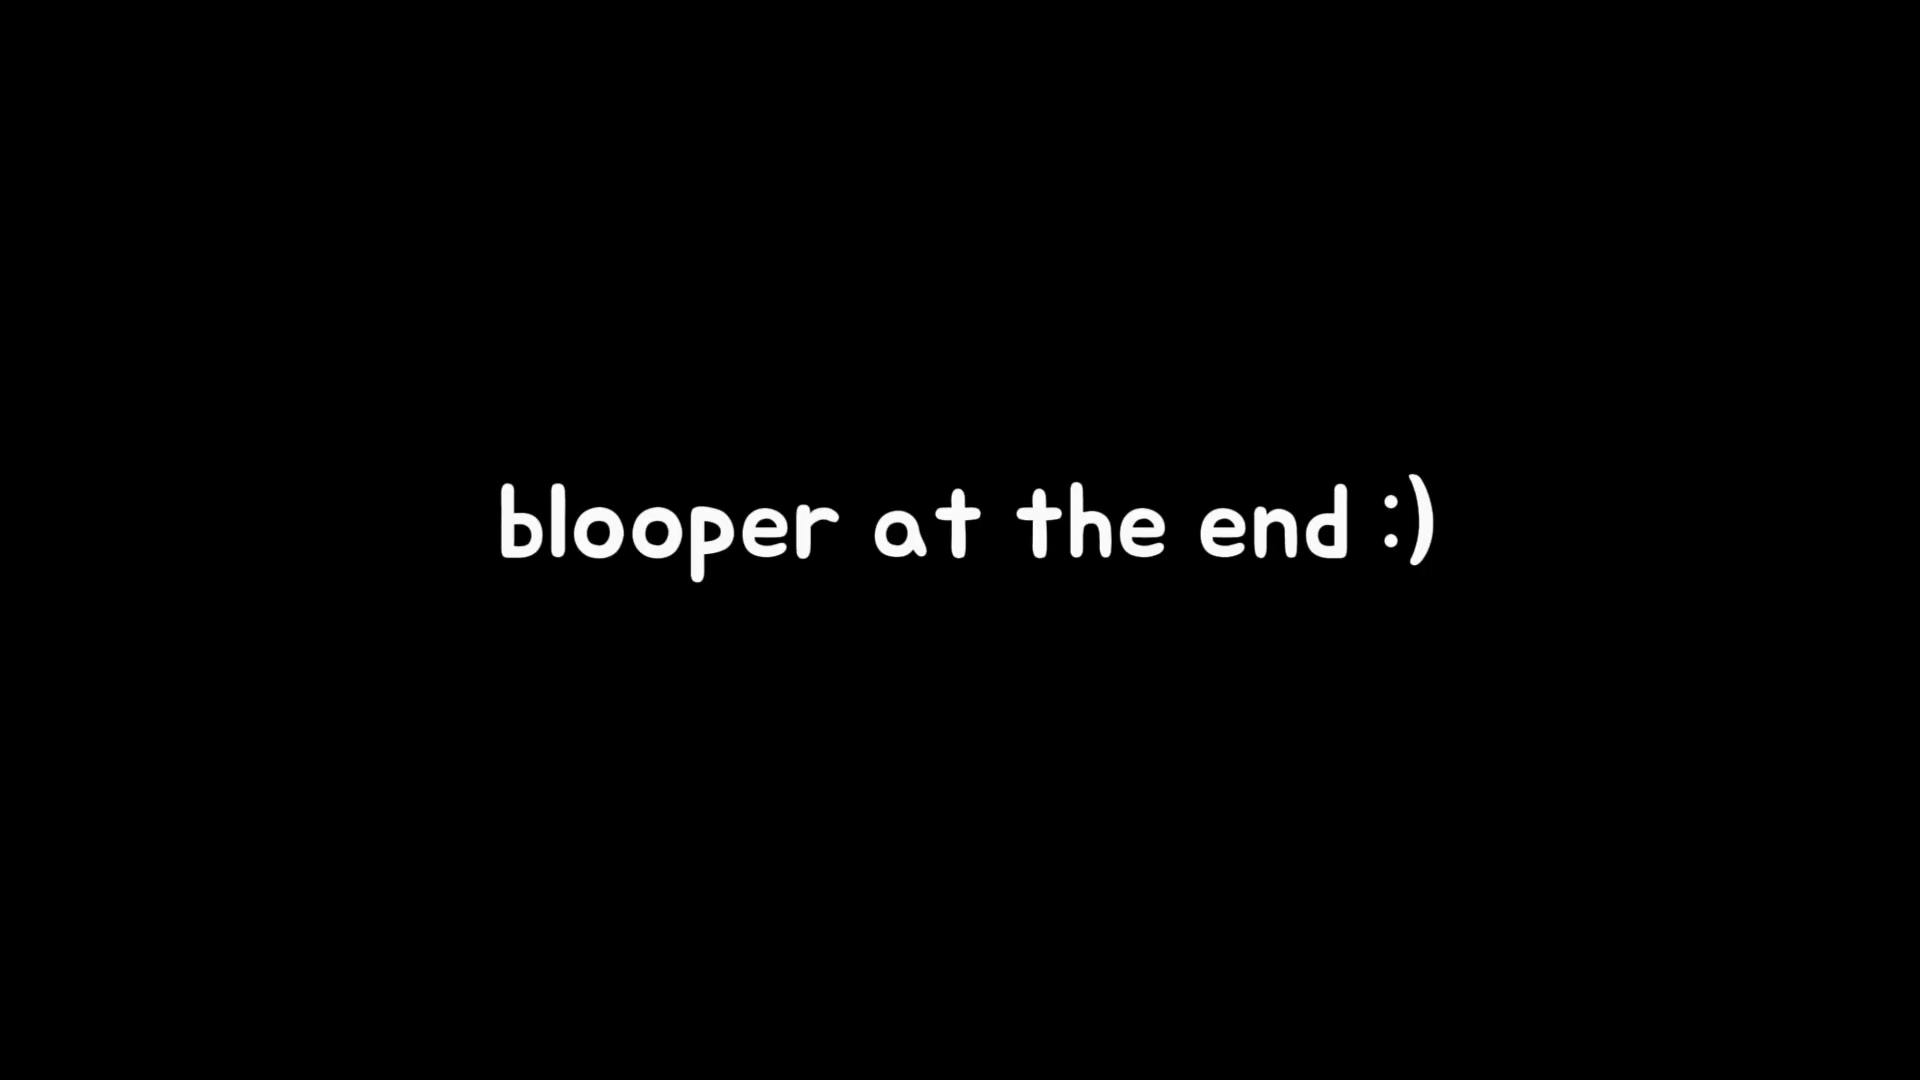 blooper at the end :)